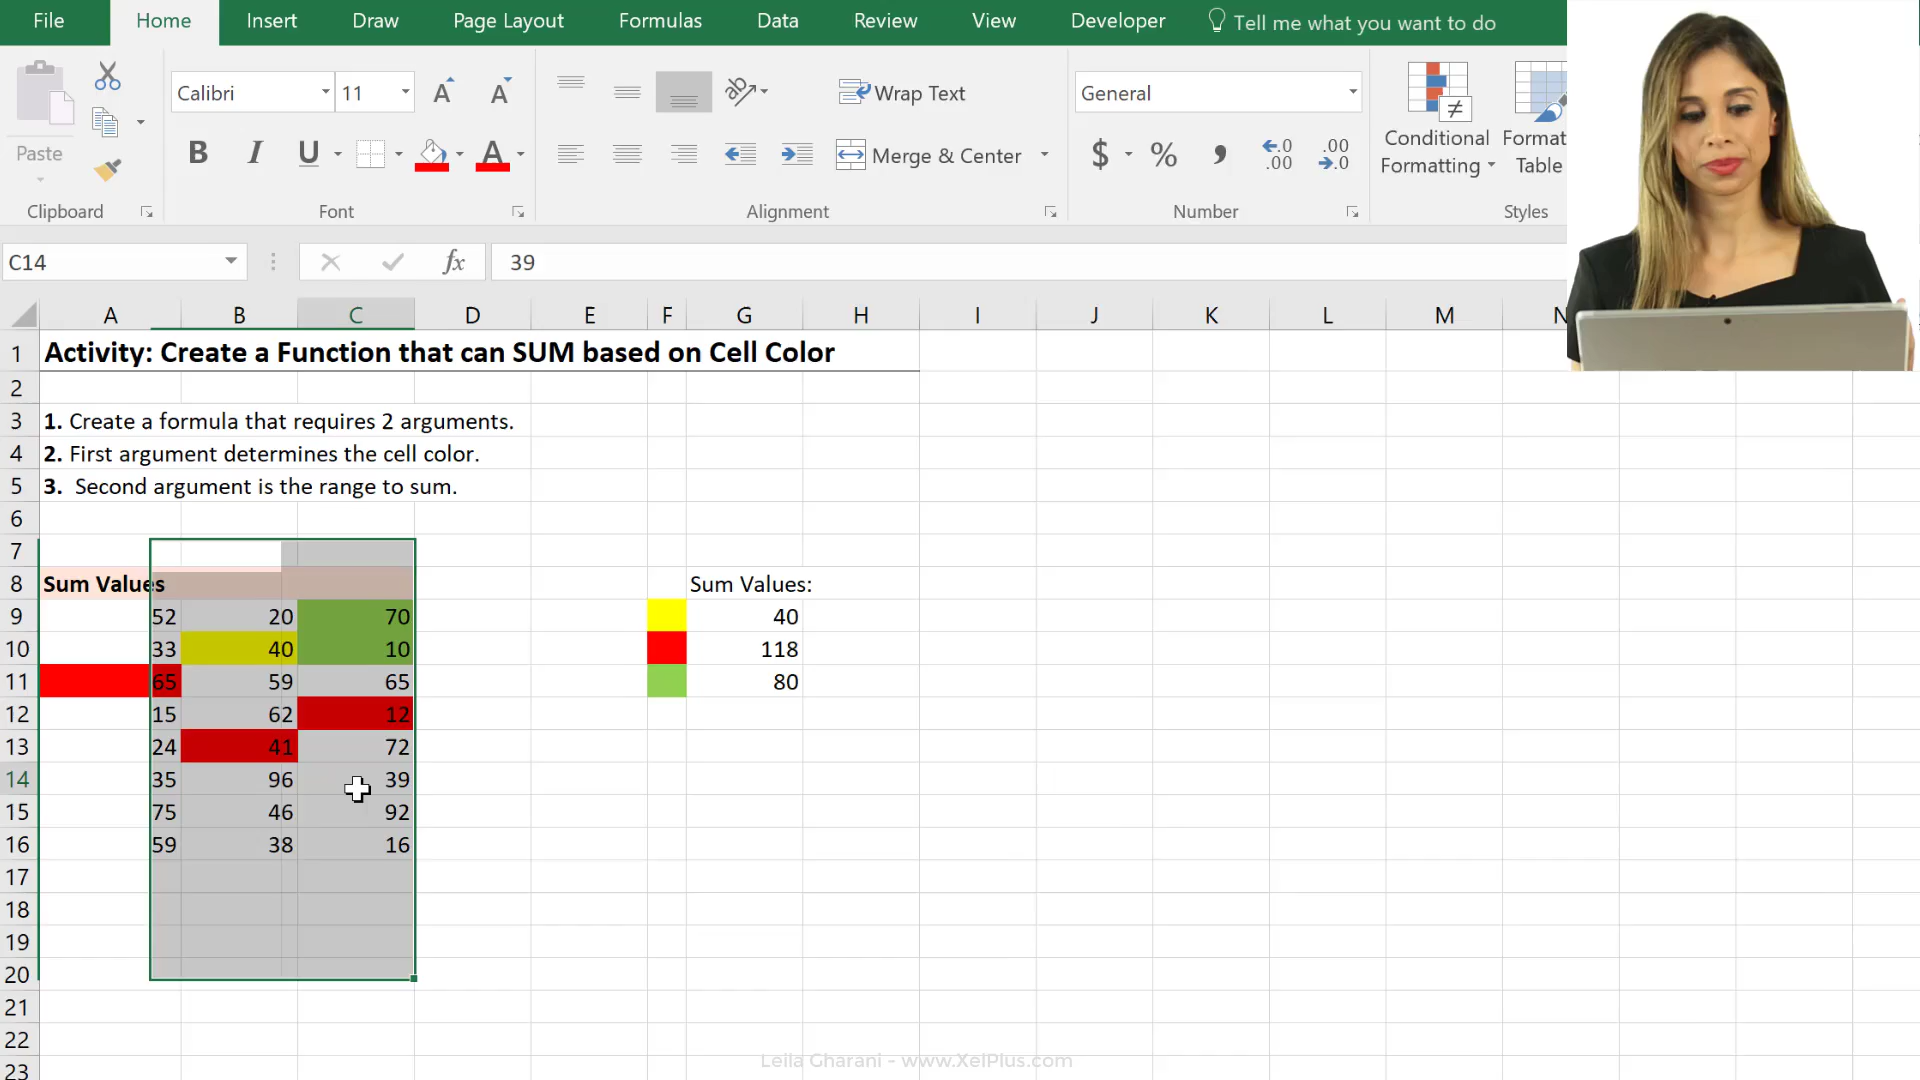 File Home Insert Draw Page Layout Formulas Data Review View Developer Tell me what you want to do
Calibri 11 A A ab Wrap Text General
Paste B I U A Merge & Center $ % , .0 .00 .00 .0 Conditional Formatting Format Table
Clipboard Font Alignment Number Styles
C14 fx 39
A B C D E F G H I J K L M N
1 Activity: Create a Function that can SUM based on Cell Color
2
3 1. Create a formula that requires 2 arguments.
4 2. First argument determines the cell color.
5 3. Second argument is the range to sum.
6
7
8 Sum Values Sum Values:
9 52 20 70 40
10 33 40 10 118
11 65 59 65 80
12 15 62 12
13 24 41 72
14 35 96 39
15 75 46 92
16 59 38 16
17
18
19
20
21
22
23
Leila Gharani - www.XelPlus.com